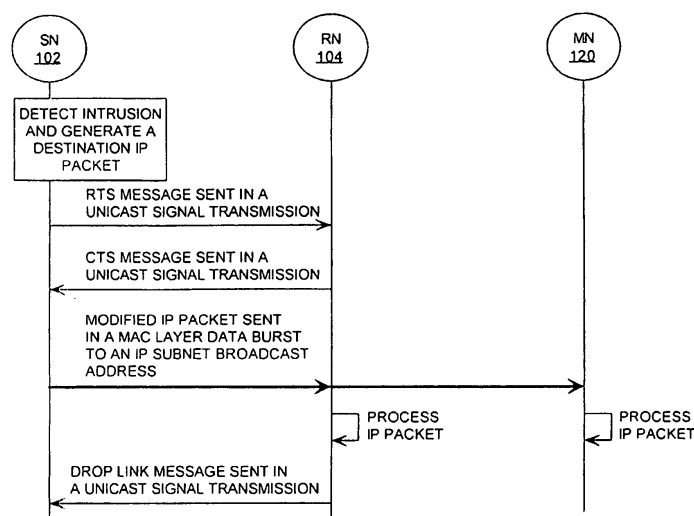 SN
102
RN
104
MN
120
DETECT INTRUSION
AND GENERATE A
DESTINATION IP
PACKET
RTS MESSAGE SENT IN A
UNICAST SIGNAL TRANSMISSION
CTS MESSAGE SENT IN A
UNICAST SIGNAL TRANSMISSION
MODIFIED IP PACKET SENT
IN A MAC LAYER DATA BURST
TO AN IP SUBNET BROADCAST
ADDRESS
PROCESS
IP PACKET
PROCESS
IP PACKET
DROP LINK MESSAGE SENT IN
A UNICAST SIGNAL TRANSMISSION